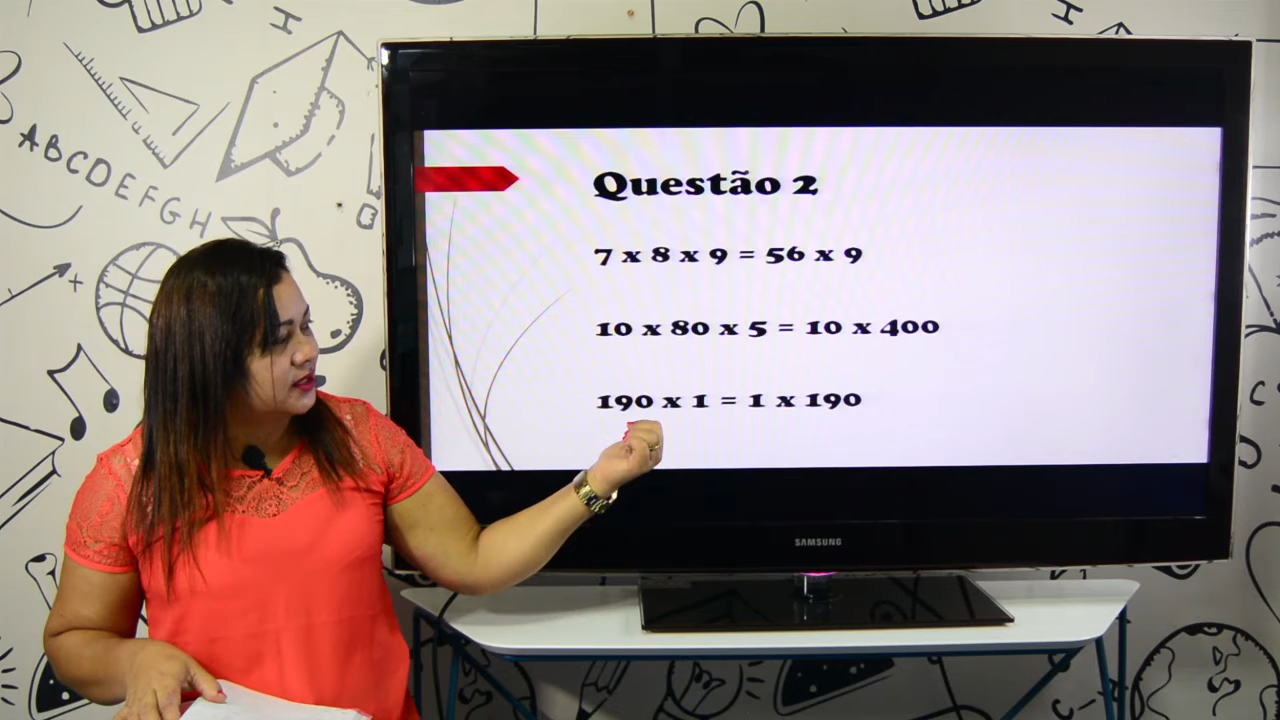 I
I
ABCDEFGH
Questão 2
7 x 8 x 9 = 56 x 9
10 x 80 x 5 = 10 x 400
190 x 1 = 1 x 190
SAMSUNG